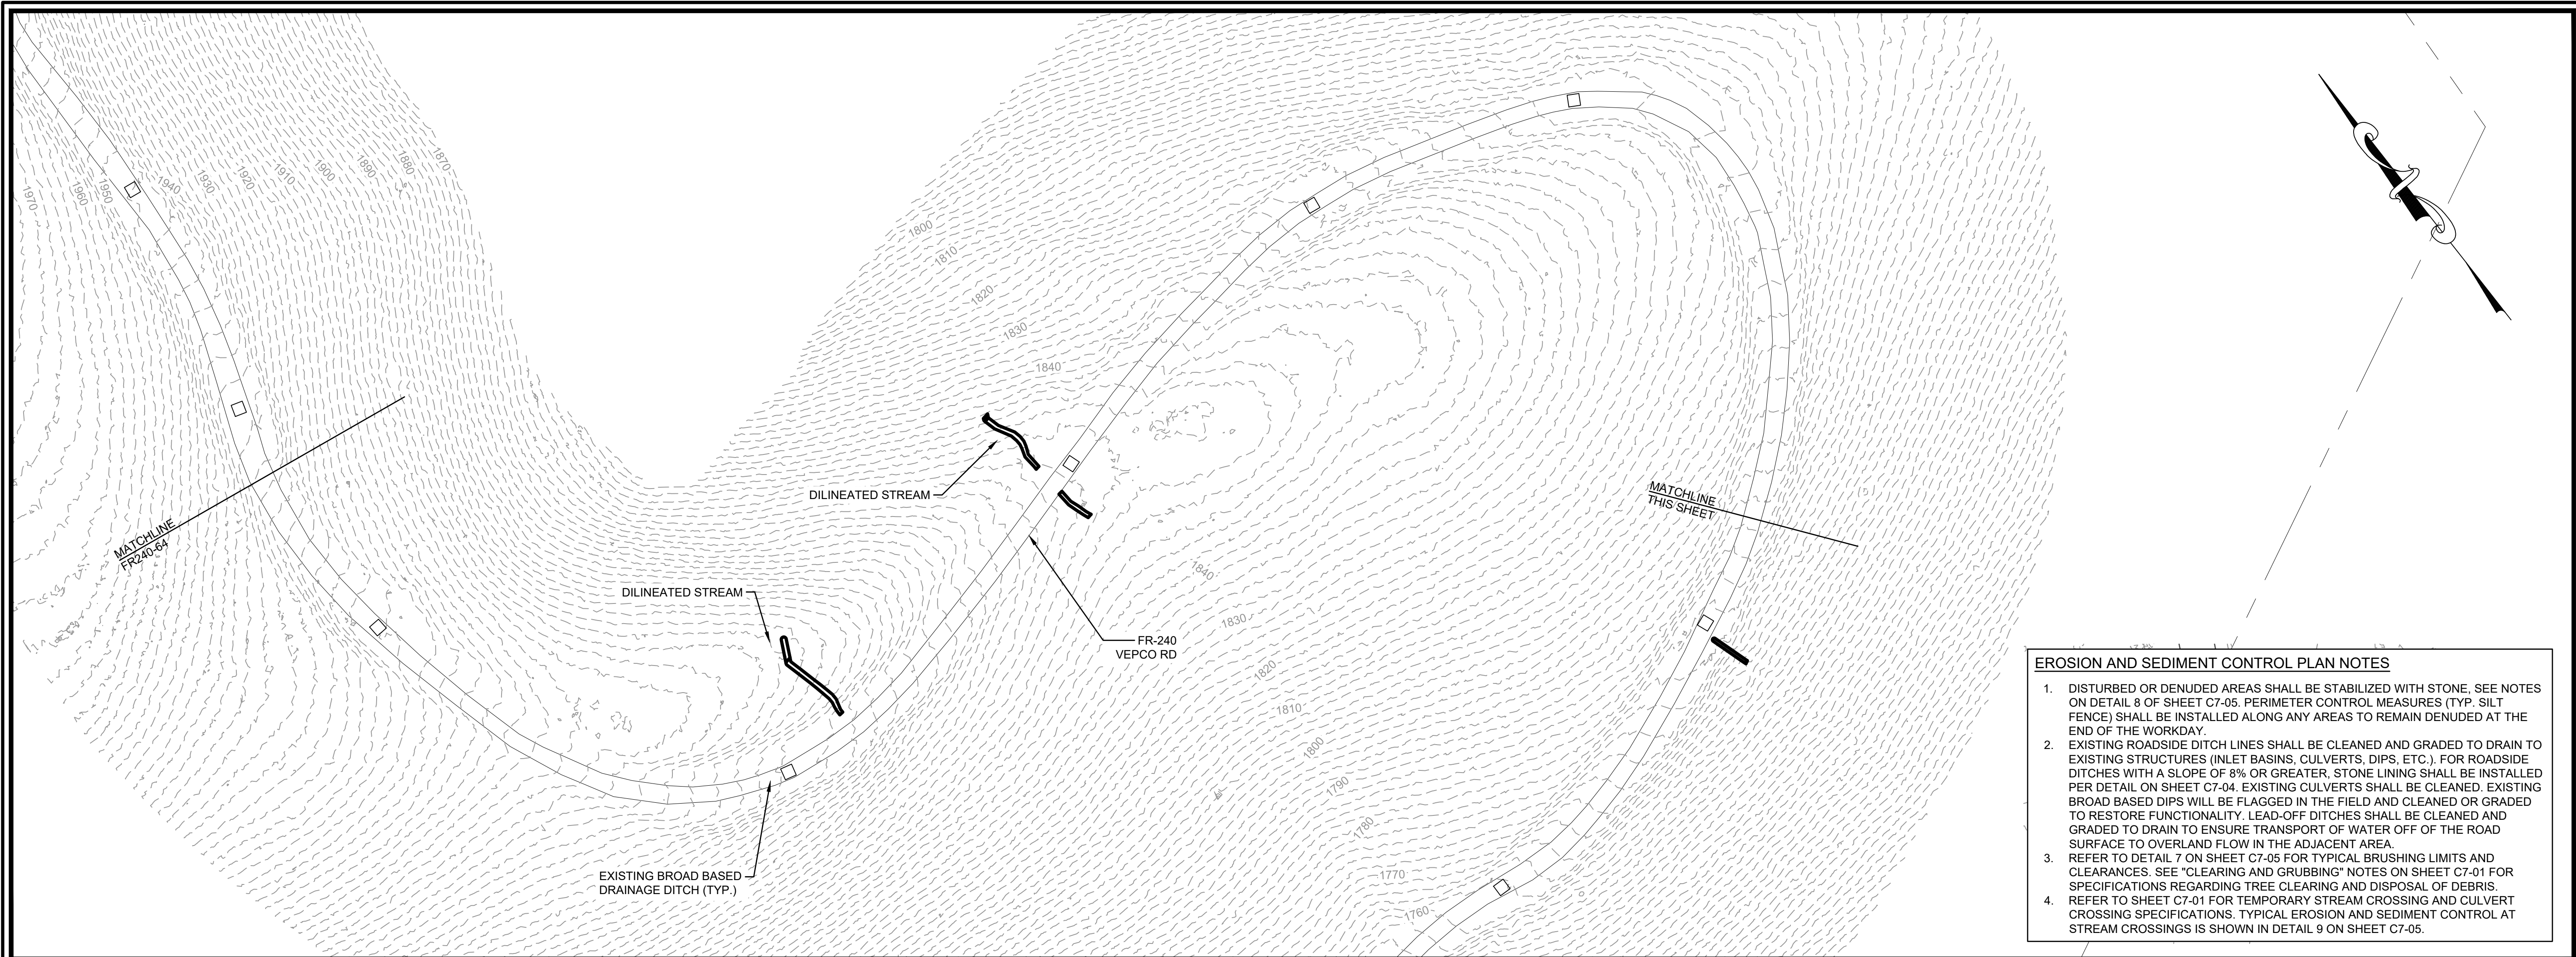 1970
1960
1950
1940
1930
1920
1910
1900
1890
1880
1870
1800
1810
1820
1830
1840
MATCHLINE
FR240-64
DILINEATED STREAM
DILINEATED STREAM
EXISTING BROAD BASED
DRAINAGE DITCH (TYP.)
FR-240
VEPCO RD
1840
1830
1820
1810
1800
1790
1780
1770
1760
MATCHLINE
THIS SHEET
EROSION AND SEDIMENT CONTROL PLAN NOTES
1. DISTURBED OR DENUDED AREAS SHALL BE STABILIZED WITH STONE, SEE NOTES
ON DETAIL 8 OF SHEET C7-05. PERIMETER CONTROL MEASURES (TYP. SILT
FENCE) SHALL BE INSTALLED ALONG ANY AREAS TO REMAIN DENUDED AT THE
END OF THE WORKDAY.
2. EXISTING ROADSIDE DITCH LINES SHALL BE CLEANED AND GRADED TO DRAIN TO
EXISTING STRUCTURES (INLET BASINS, CULVERTS, DIPS, ETC.). FOR ROADSIDE
DITCHES WITH A SLOPE OF 8% OR GREATER, STONE LINING SHALL BE INSTALLED
PER DETAIL ON SHEET C7-04. EXISTING CULVERTS SHALL BE CLEANED. EXISTING
BROAD BASED DIPS WILL BE FLAGGED IN THE FIELD AND CLEANED OR GRADED
TO RESTORE FUNCTIONALITY. LEAD-OFF DITCHES SHALL BE CLEANED AND
GRADED TO DRAIN TO ENSURE TRANSPORT OF WATER OFF OF THE ROAD
SURFACE TO OVERLAND FLOW IN THE ADJACENT AREA.
3. REFER TO DETAIL 7 ON SHEET C7-05 FOR TYPICAL BRUSHING LIMITS AND
CLEARANCES. SEE "CLEARING AND GRUBBING" NOTES ON SHEET C7-01 FOR
SPECIFICATIONS REGARDING TREE CLEARING AND DISPOSAL OF DEBRIS.
4. REFER TO SHEET C7-01 FOR TEMPORARY STREAM CROSSING AND CULVERT
CROSSING SPECIFICATIONS. TYPICAL EROSION AND SEDIMENT CONTROL AT
STREAM CROSSINGS IS SHOWN IN DETAIL 9 ON SHEET C7-05.